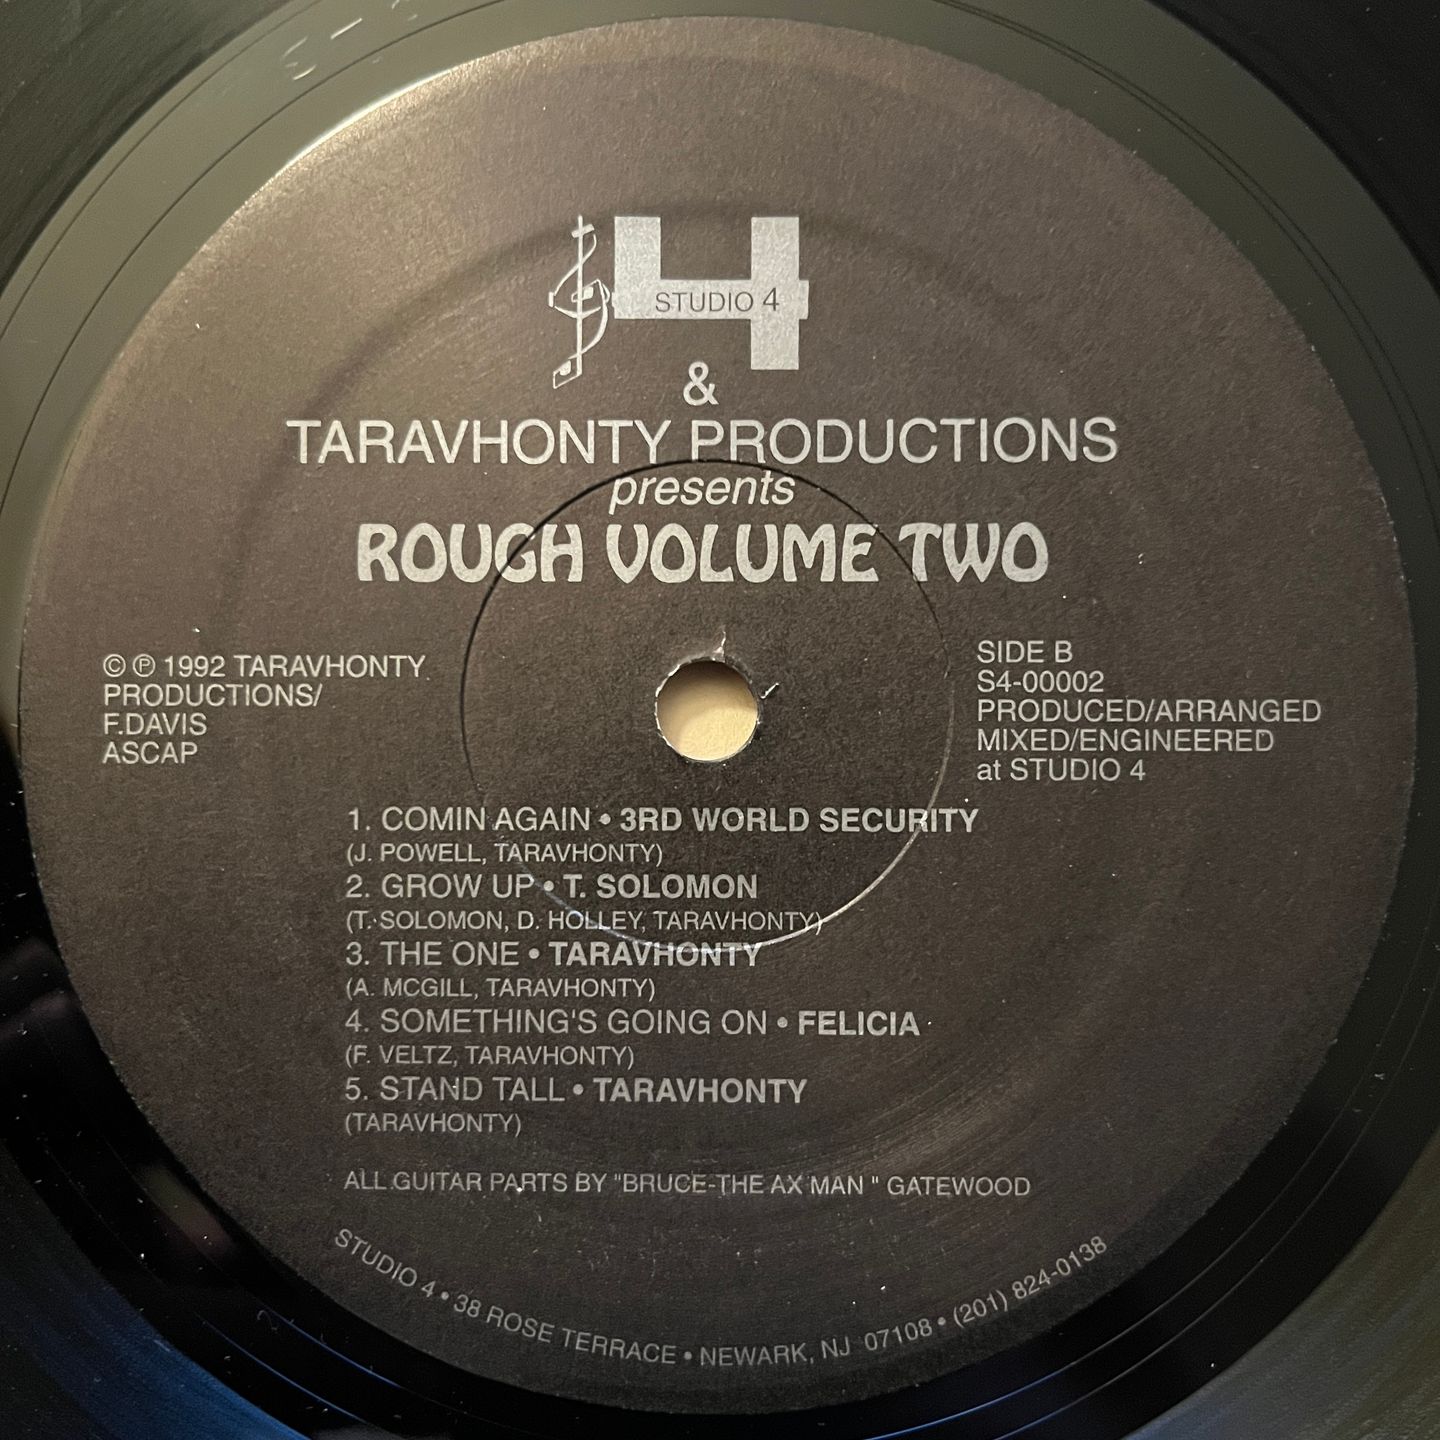 STUDIO 4
&
TARAVHONTY PRODUCTIONS
presents
ROUGH VOLUME TWO
© ℗ 1992 TARAVHONTY
PRODUCTIONS/
F.DAVIS
ASCAP
SIDE B
S4-00002
PRODUCED/ARRANGED
MIXED/ENGINEERED
at STUDIO 4
1. COMIN AGAIN • 3RD WORLD SECURITY
(J. POWELL, TARAVHONTY)
2. GROW UP • T. SOLOMON
(T. SOLOMON, D. HOLLEY, TARAVHONTY)
3. THE ONE • TARAVHONTY
(A. MCGILL, TARAVHONTY)
4. SOMETHING'S GOING ON • FELICIA
(F. VELTZ, TARAVHONTY)
5. STAND TALL • TARAVHONTY
(TARAVHONTY)
ALL GUITAR PARTS BY "BRUCE-THE AX MAN " GATEWOOD
STUDIO 4 • 38 ROSE TERRACE • NEWARK, NJ 07108 • (201) 824-0138